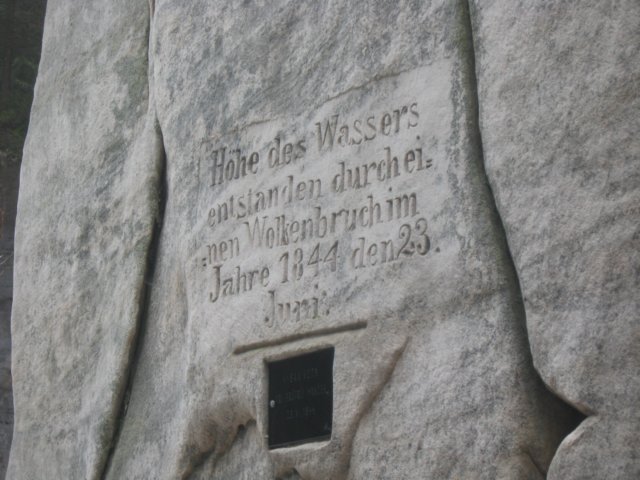 Höhe des Wassers
entstanden durch ei=
=nen Wolkenbruch im
Jahre 1844 den 23.
Juni: